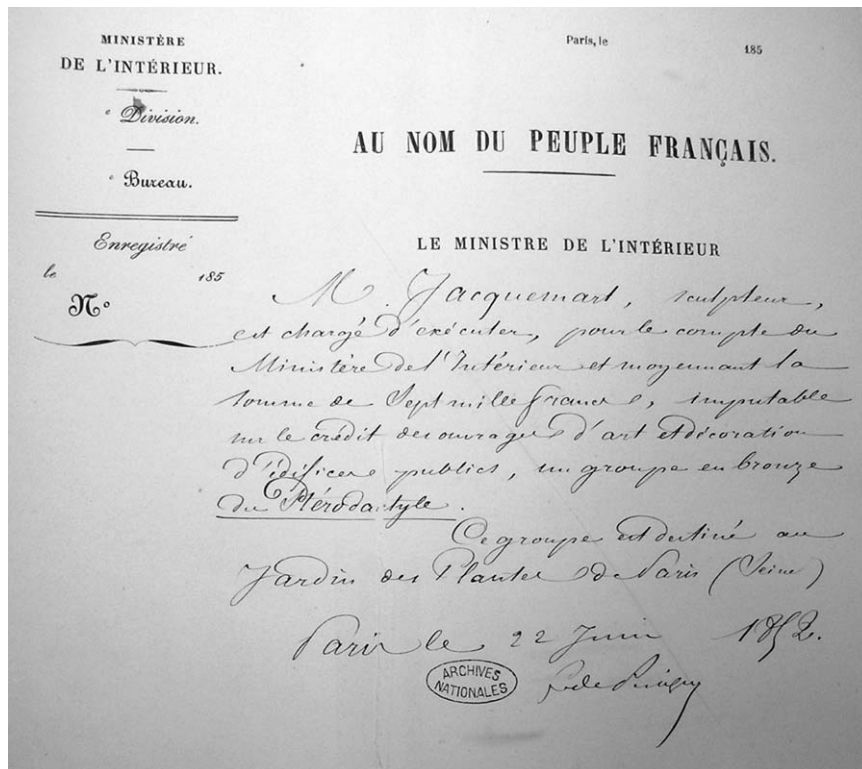 MINISTÈRE
DE L'INTÉRIEUR.
e Division.
e Bureau.
Enregistré
le 185
N°
Paris, le 185
AU NOM DU PEUPLE FRANÇAIS.
LE MINISTRE DE L'INTÉRIEUR
M. Jacquemart, sculpteur,
est chargé d'exécuter, pour le compte du
Ministère de l'Intérieur et moyennant la
somme de Sept mille francs, imputable
sur le crédit des ouvrages d'art et décoration
d'édifices publics, un groupe en bronze
du Ptérodactyle.
Ce groupe est destiné au
Jardin des Plantes de Paris (Seine)
Paris le 22 Juin 1852.
ARCHIVES
NATIONALES